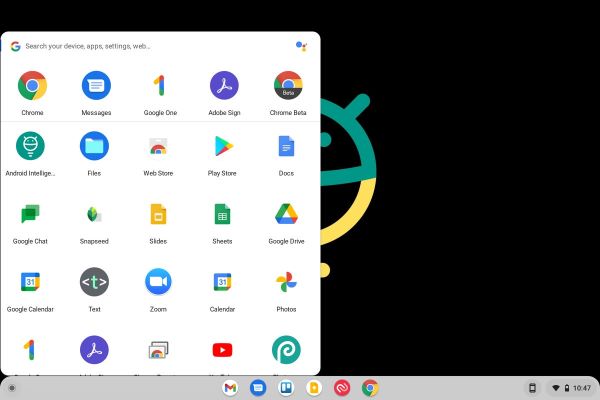 Search your device, apps, settings, web...
Chrome
Messages
Google One
Adobe Sign
Beta
Chrome Beta
Android Intellige...
Files
Web Store
Play Store
Docs
Google Chat
Snapseed
Slides
Sheets
Google Drive
31
Google Calendar
<t>
Text
Zoom
31
Calendar
Photos
10:47